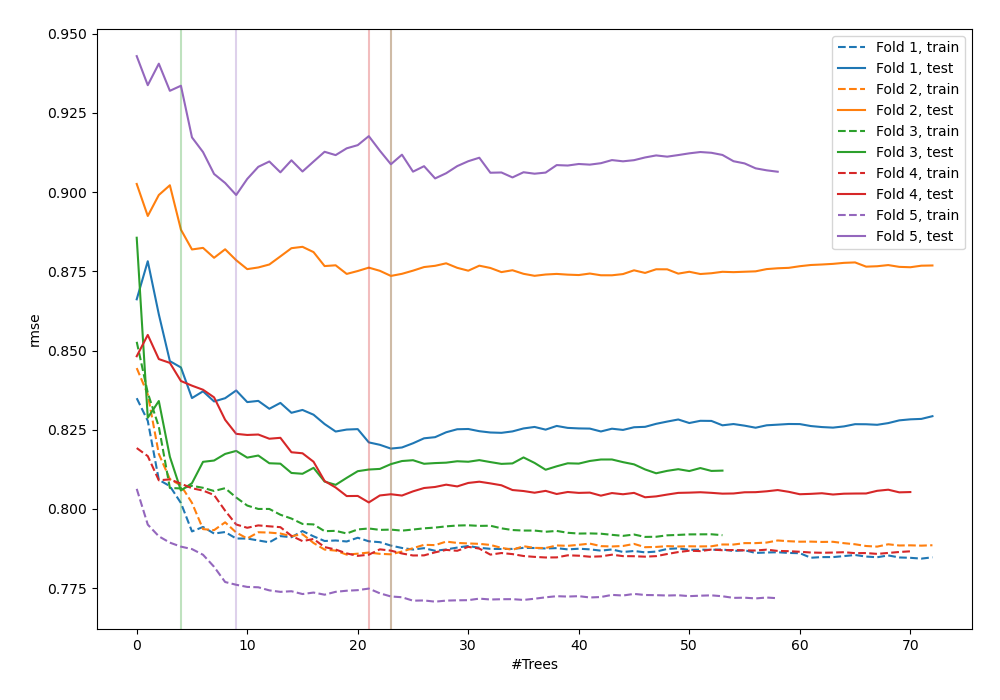 0.950
0.925
0.900
0.875
0.850
0.825
0.800
0.775
rmse
0 10 20 30 40 50 60 70
#Trees
Fold 1, train
Fold 1, test
Fold 2, train
Fold 2, test
Fold 3, train
Fold 3, test
Fold 4, train
Fold 4, test
Fold 5, train
Fold 5, test